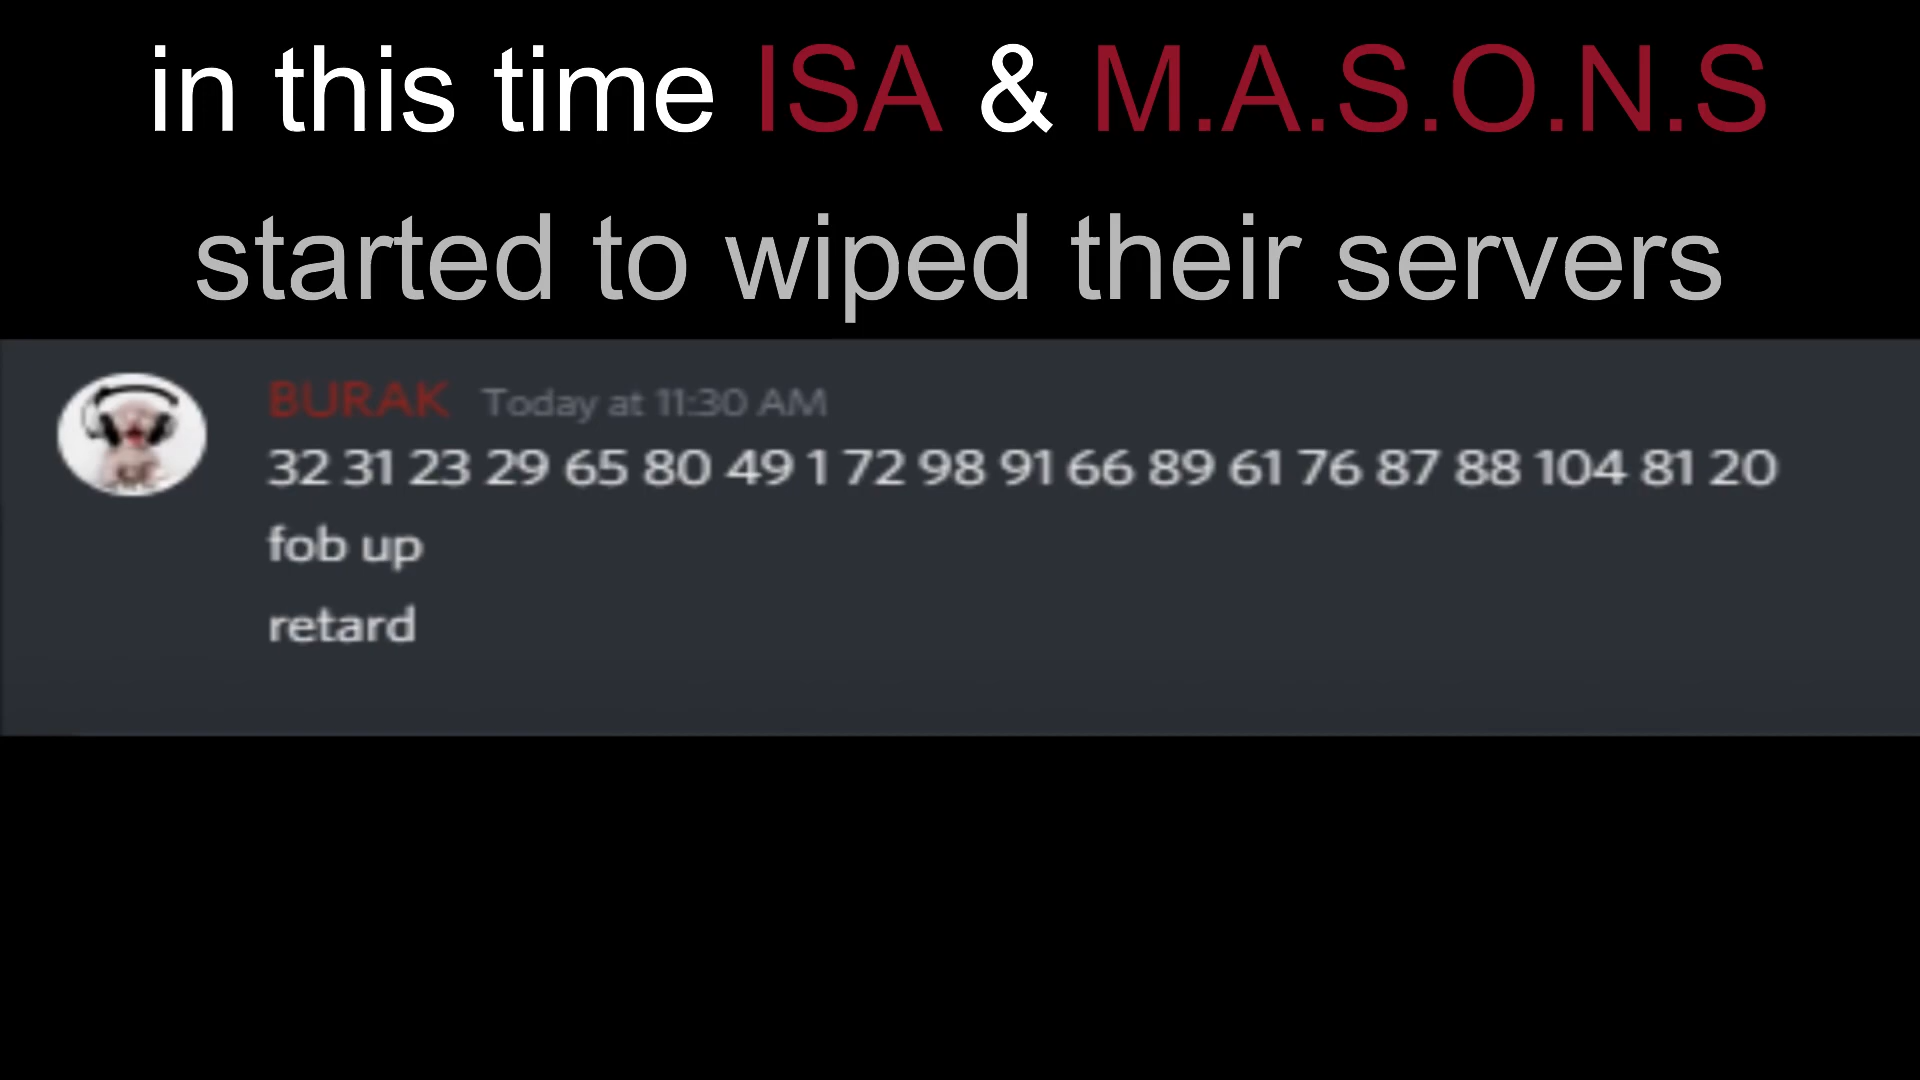 in this time ISA & M.A.S.O.N.S
started to wiped their servers
BURAK Today at 11:30 AM
32 31 23 29 65 80 49 1 72 98 91 66 89 61 76 87 88 104 81 20
fob up
retard